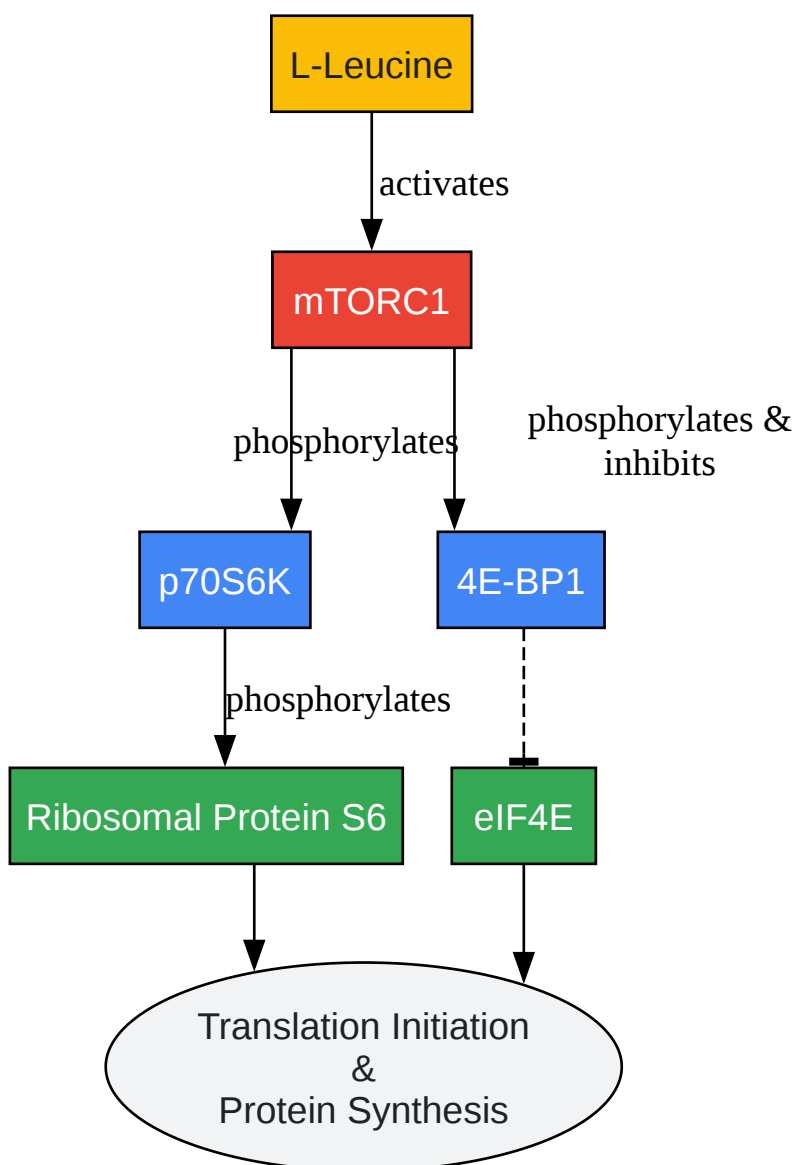 L-Leucine
activates
mTORC1
phosphorylates
phosphorylates &
inhibits
p70S6K
4E-BP1
phosphorylates
Ribosomal Protein S6
eIF4E
Translation Initiation
&
Protein Synthesis